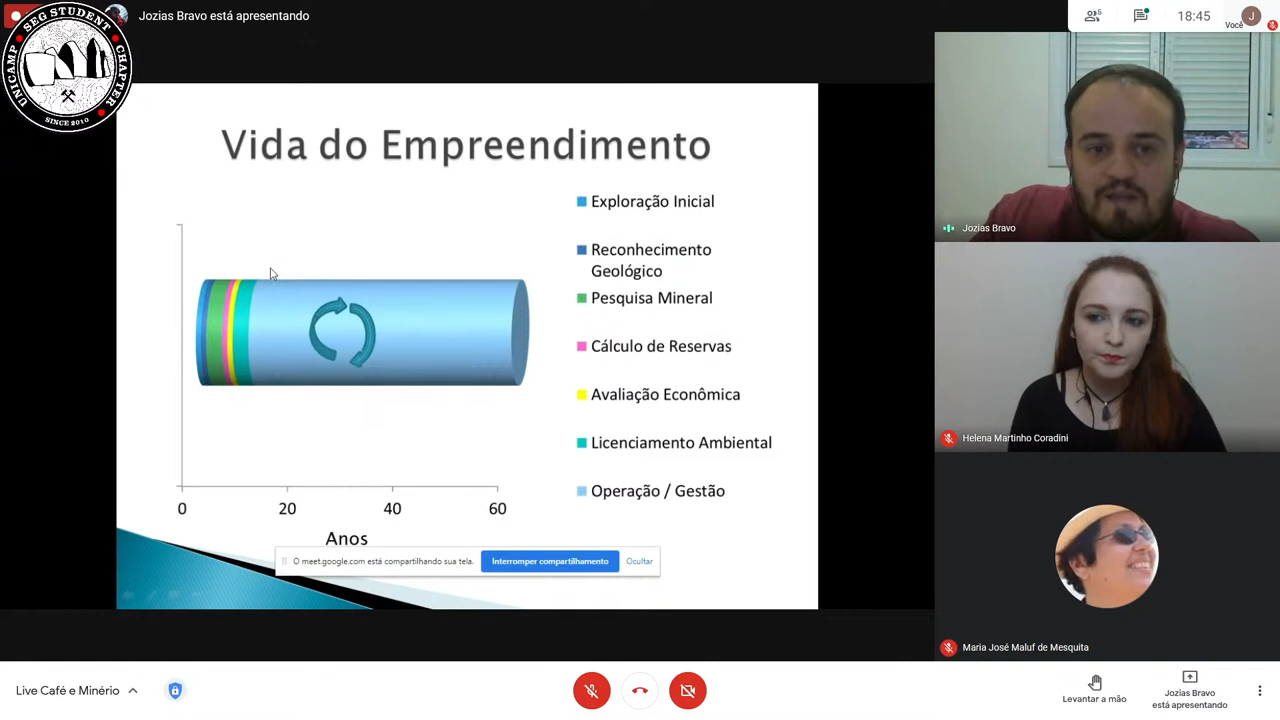 Jozias Bravo está apresentando
5
18:45
J
Você
UNICAMP SEG STUDENT CHAPTER
SINCE 2010
Vida do Empreendimento
Exploração Inicial
Reconhecimento
Geológico
Pesquisa Mineral
Cálculo de Reservas
Avaliação Econômica
Licenciamento Ambiental
Operação / Gestão
0 20 40 60
Anos
O meet.google.com está compartilhando sua tela. Interromper compartilhamento Ocultar
Jozias Bravo
Helena Martinho Coradini
Maria José Maluf de Mesquita
Live Café e Minério
Levantar a mão
Jozias Bravo
está apresentando